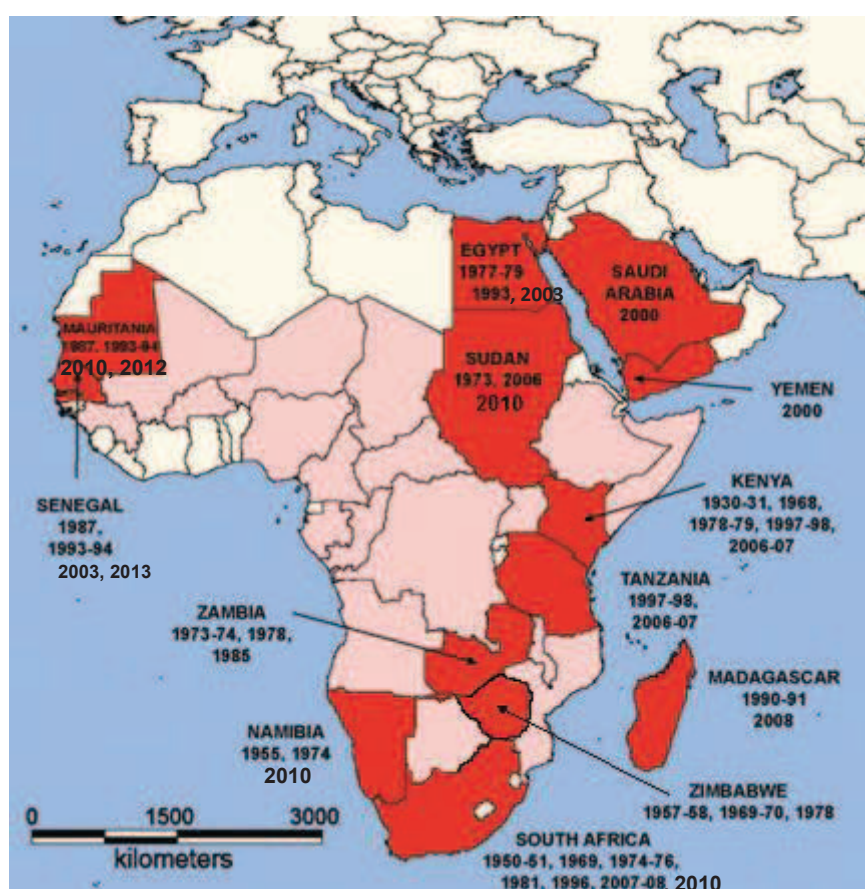 EGYPT
1977-79
1993, 2003
SAUDI
ARABIA
2000
MAURITANIA
1987, 1993-94
2010, 2012
SUDAN
1973, 2006
2010
YEMEN
2000
SENEGAL
1987,
1993-94
2003, 2013
KENYA
1930-31, 1968,
1978-79, 1997-98,
2006-07
TANZANIA
1997-98,
2006-07
ZAMBIA
1973-74, 1978,
1985
MADAGASCAR
1990-91
2008
NAMIBIA
1955, 1974
2010
ZIMBABWE
1957-58, 1969-70, 1978
0 1500 3000
kilometers
SOUTH AFRICA
1950-51, 1969, 1974-76,
1981, 1996, 2007-08, 2010